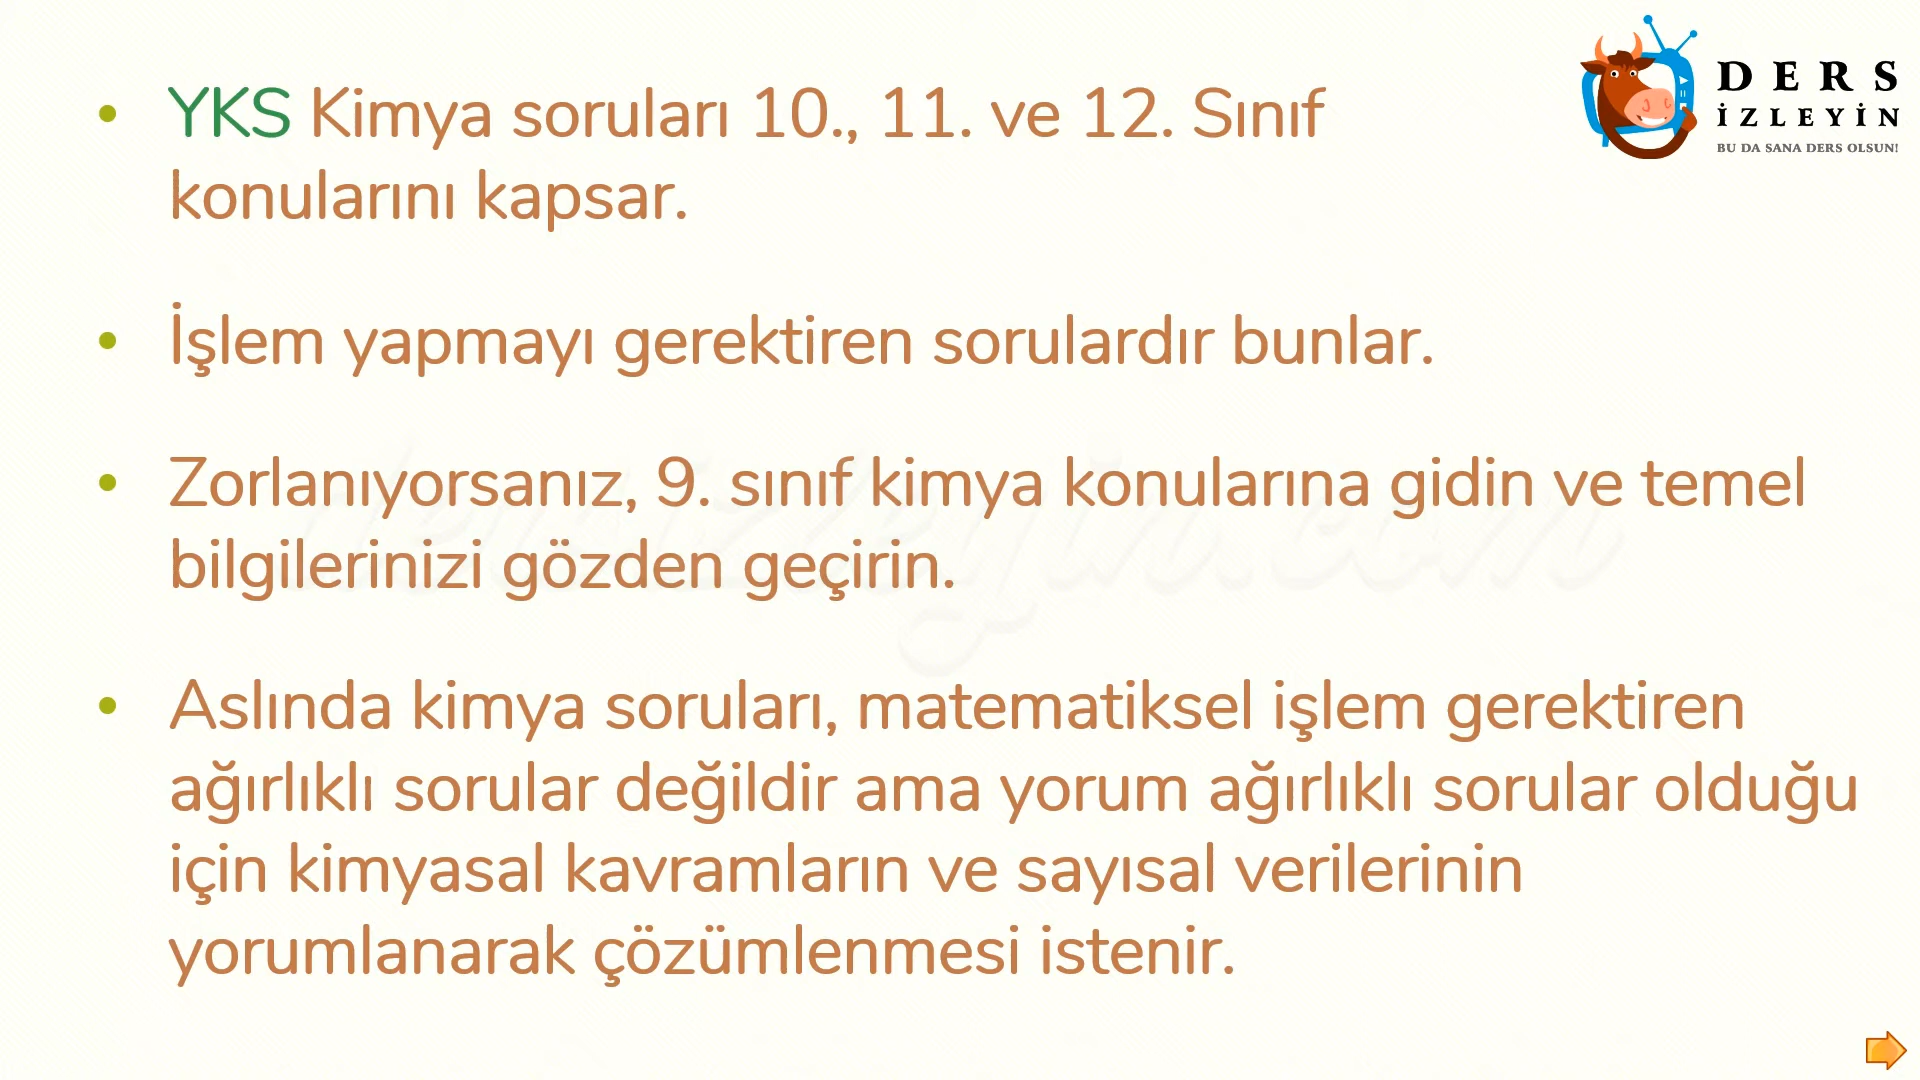 DERS
İZLEYİN
BU DA SANA DERS OLSUN!
YKS Kimya soruları 10., 11. ve 12. Sınıf
konularını kapsar.
İşlem yapmayı gerektiren sorulardır bunlar.
Zorlanıyorsanız, 9. sınıf kimya konularına gidin ve temel
bilgilerinizi gözden geçirin.
dersizleyin.com
Aslında kimya soruları, matematiksel işlem gerektiren
ağırlıklı sorular değildir ama yorum ağırlıklı sorular olduğu
için kimyasal kavramların ve sayısal verilerinin
yorumlanarak çözümlenmesi istenir.